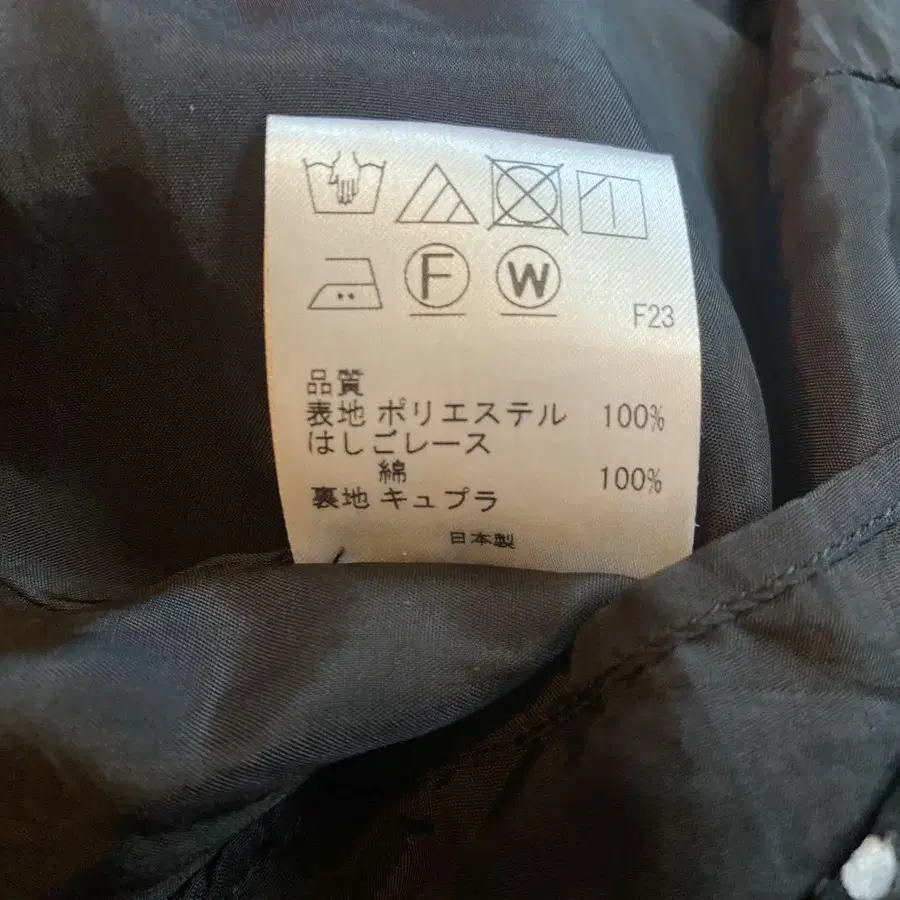 F
W
F23
品質
表地 ポリエステル 100%
はしごレース
綿 100%
裏地 キュプラ
日本製